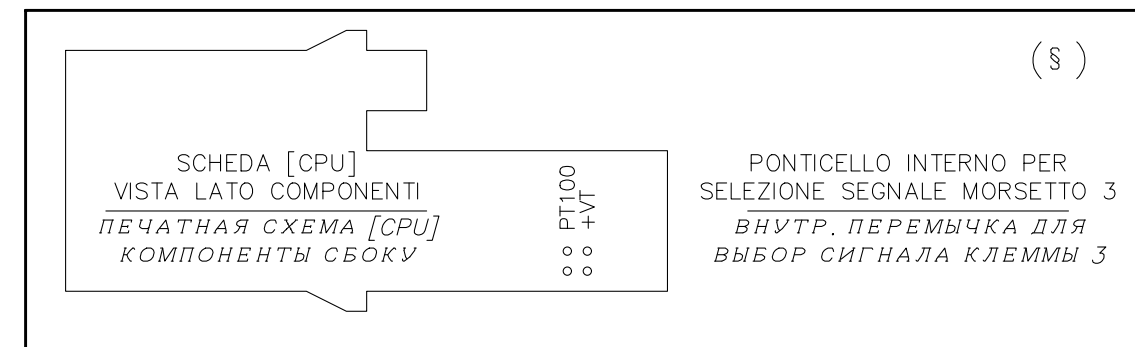 (§)
SCHEDA [CPU]
VISTA LATO COMPONENTI
ПЕЧАТНАЯ СХЕМА [CPU]
КОМПОНЕНТЫ СБОКУ
PT100
+VT
PONTICELLO INTERNO PER
SELEZIONE SEGNALE MORSETTO 3
ВНУТР. ПЕРЕМЫЧКА ДЛЯ
ВЫБОР СИГНАЛА КЛЕММЫ 3